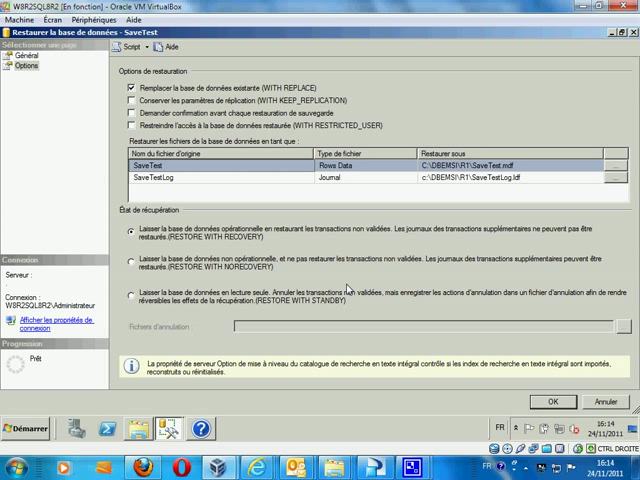 W8R2SQL8R2 [En fonction] - Oracle VM VirtualBox
Machine Écran Périphériques Aide
Restaurer la base de données - SaveTest
Sélectionner une page
Général
Options
Script
Aide
Options de restauration
Remplacer la base de données existante (WITH REPLACE)
Conserver les paramètres de réplication (WITH KEEP_REPLICATION)
Demander confirmation avant chaque restauration de sauvegarde
Restreindre l'accès à la base de données restaurée (WITH RESTRICTED_USER)
Restaurer les fichiers de la base de données en tant que :
Nom du fichier d'origine Type de fichier Restaurer sous
SaveTest Rows Data C:\DBEMSI\R1\SaveTest.mdf ...
SaveTestLog Journal c:\DBEMSI\R1\SaveTestLog.ldf ...
État de récupération
Laisser la base de données opérationnelle en restaurant les transactions non validées. Les journaux des transactions supplémentaires ne peuvent pas être
restaurés.(RESTORE WITH RECOVERY)
Laisser la base de données non opérationnelle, et ne pas restaurer les transactions non validées. Les journaux des transactions supplémentaires peuvent être
restaurés.(RESTORE WITH NORECOVERY)
Laisser la base de données en lecture seule. Annuler les transactions non validées, mais enregistrer les actions d'annulation dans un fichier d'annulation afin de rendre
réversibles les effets de la récupération.(RESTORE WITH STANDBY)
Fichiers d'annulation : ...
Connexion
Serveur :
.
Connexion :
W8R2SQL8R2\Administrateur
Afficher les propriétés de
connexion
Progression
Prêt
La propriété de serveur Option de mise à niveau du catalogue de recherche en texte intégral contrôle si les index de recherche en texte intégral sont importés,
reconstruits ou réinitialisés.
OK Annuler
Démarrer
FR
16:14
24/11/2011
CTRL DROITE
FR
16:14
24/11/2011